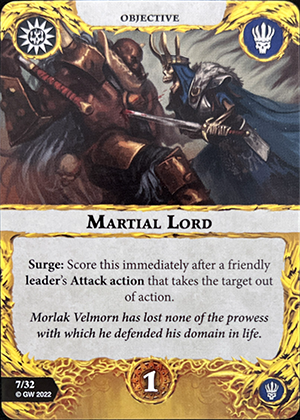 OBJECTIVE
MARTIAL LORD
Surge: Score this immediately after a friendly
leader's Attack action that takes the target out
of action.
Morlak Velmorn has lost none of the prowess
with which he defended his domain in life.
7/32
© GW 2022
1